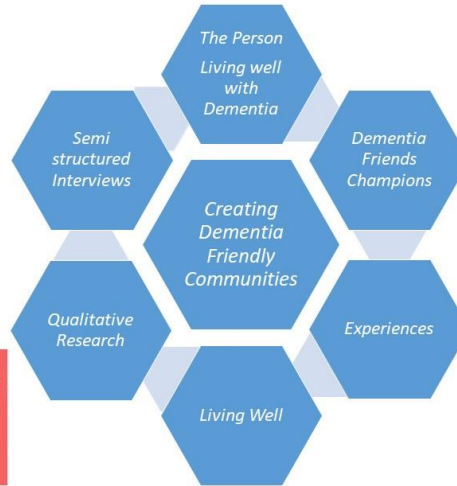 The Person
Living well
with
Dementia
Dementia
Friends
Champions
Experiences
Living Well
Qualitative
Research
Semi
structured
Interviews
Creating
Dementia
Friendly
Communities